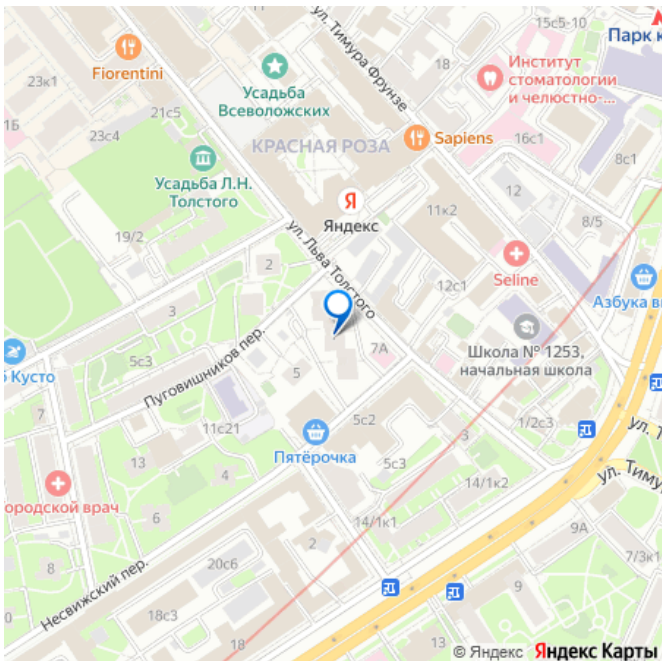 15с5-10
Парк к
ул. Тимура Фрунзе
18
Fiorentini
23к1
Усадьба
Всеволожских
Институт
стоматологии
и челюстно-...
21с5
1Б
23с4
КРАСНАЯ РОЗА
Sapiens
16с1
8с1
Усадьба Л.Н.
Толстого
12
Я
Яндекс
11к2
8/5
19/2
ул. Льва Толстого
2
Seline
12с1
Азбука в
3
Пуговишников пер.
7А
Школа № 1253,
начальная школа
5с3
б Кусто
5
7
11с21
5с2
1/2с3
ул. Т
Пятёрочка
3
13
4
5с3
ул. Тиму
ородской врач
14/1к2
6
14/1к1
9А
2
7/3к1
8
20с6
Несвижский пер.
10
18с3
9
18
13
© Яндекс Яндекс Карты